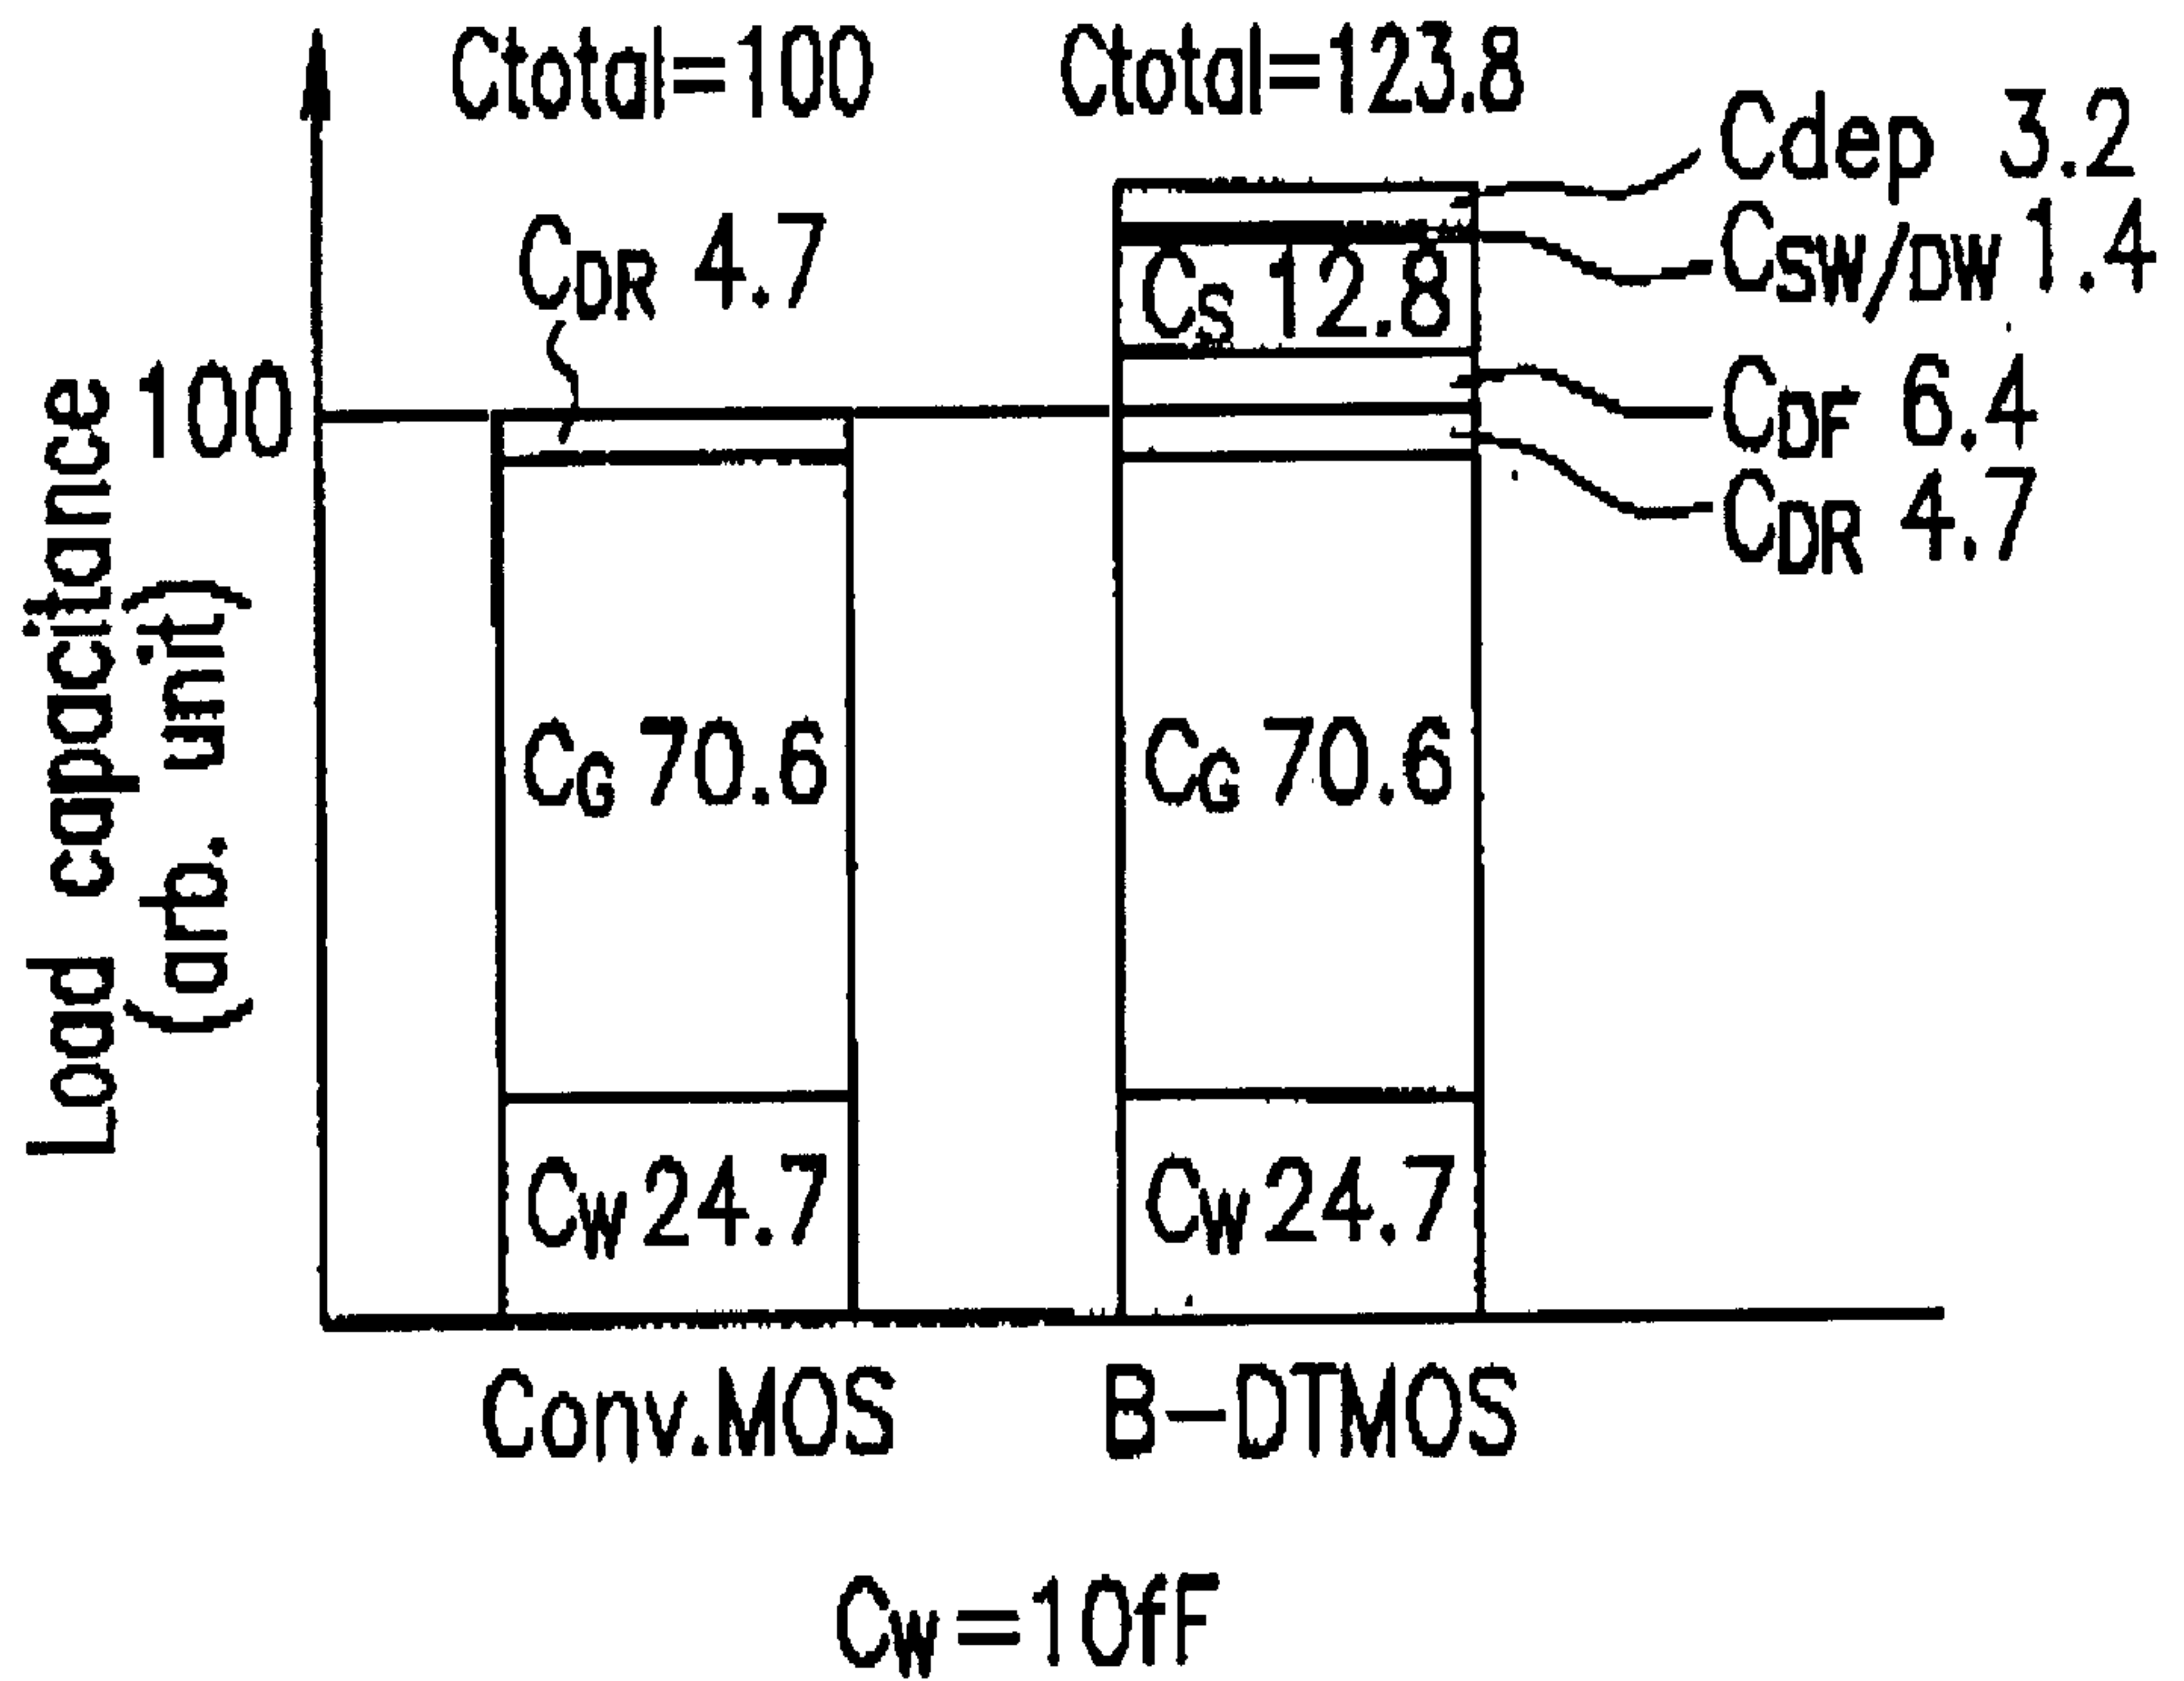 Ctotal=100
Ctotal=123.8
Cdep 3.2
CSW/DW 1.4
CDR 4.7
CS 12.8
100
CDF 6.4
CDR 4.7
Load capacitance
(arb. unit)
CG 70.6
CG 70.6
CW 24.7
CW 24.7
Conv.MOS
B-DTMOS
CW=10fF